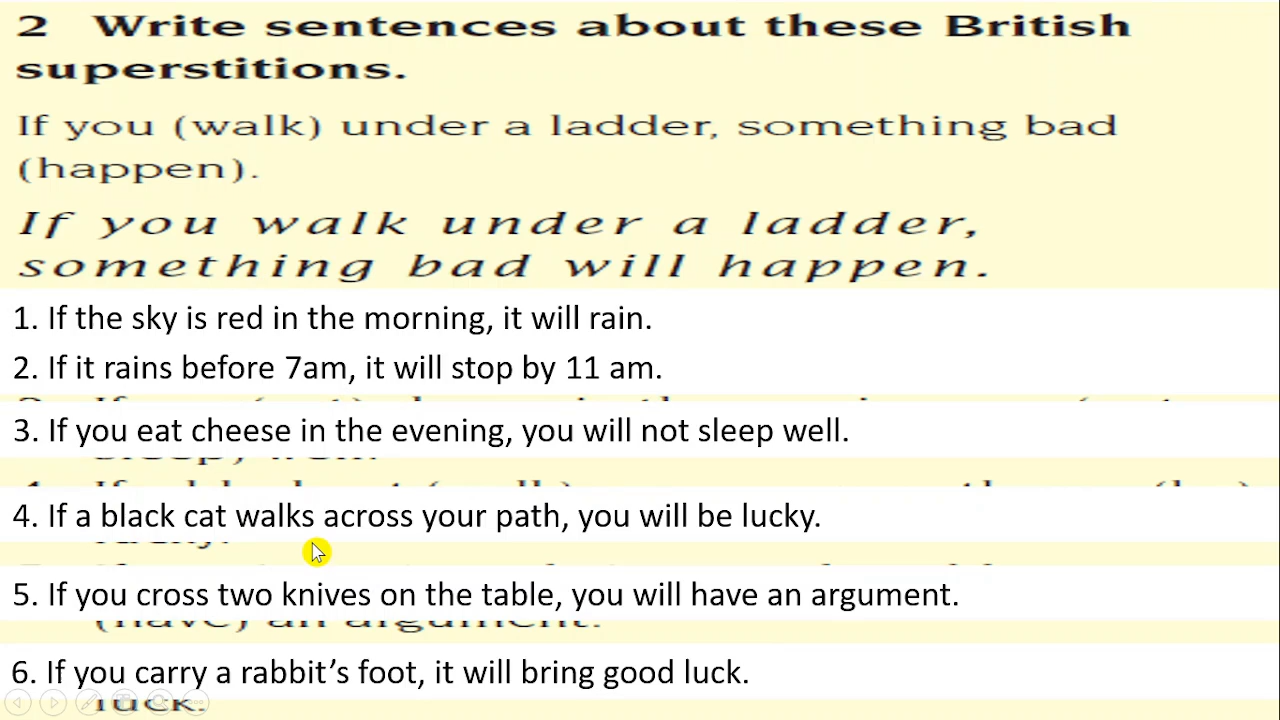 2 Write sentences about these British
superstitions.
If you (walk) under a ladder, something bad
(happen).
If you walk under a ladder,
something bad will happen.
1. If the sky is red in the morning, it will rain.
2. If it rains before 7am, it will stop by 11 am.
3. If you eat cheese in the evening, you will not sleep well.
4. If a black cat walks across your path, you will be lucky.
5. If you cross two knives on the table, you will have an argument.
(have) an argument.
6. If you carry a rabbit’s foot, it will bring good luck.
luck.